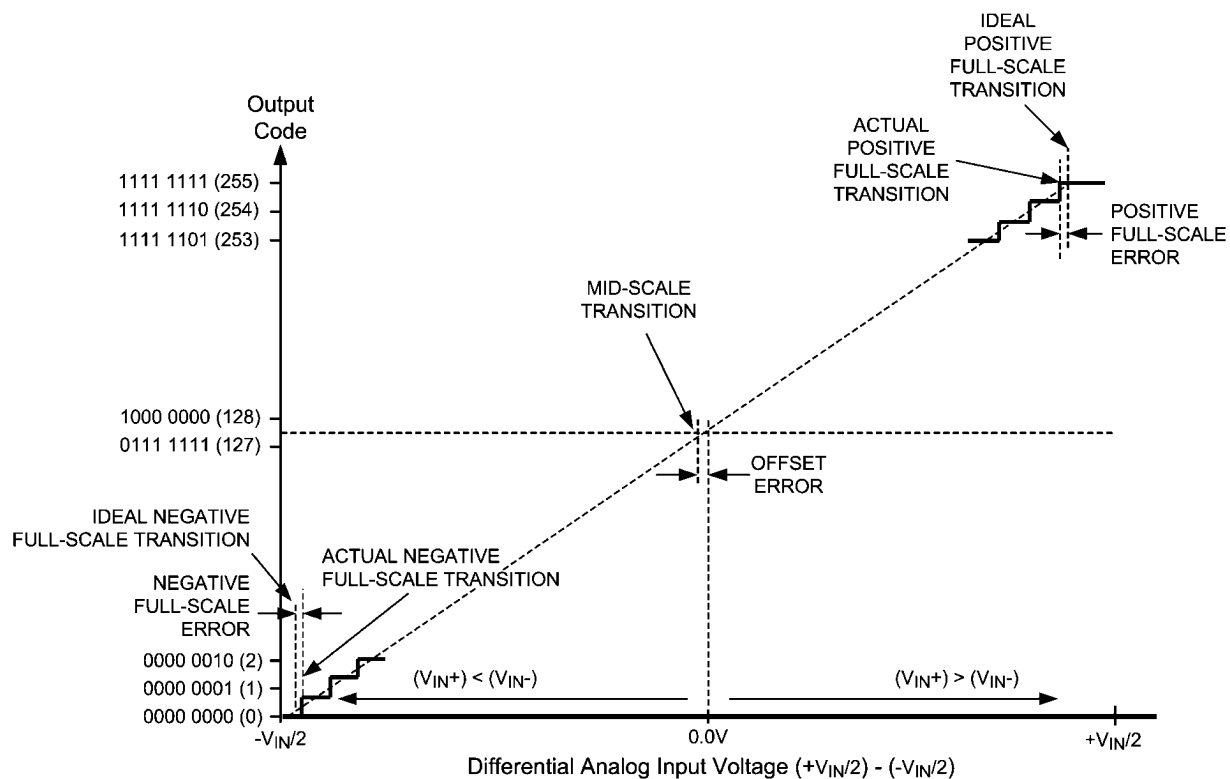 IDEAL
POSITIVE
FULL-SCALE
TRANSITION
Output
Code
ACTUAL
POSITIVE
FULL-SCALE
TRANSITION
1111 1111 (255)
1111 1110 (254)
1111 1101 (253)
POSITIVE
FULL-SCALE
ERROR
MID-SCALE
TRANSITION
1000 0000 (128)
0111 1111 (127)
OFFSET
ERROR
IDEAL NEGATIVE
FULL-SCALE TRANSITION
ACTUAL NEGATIVE
FULL-SCALE TRANSITION
NEGATIVE
FULL-SCALE
ERROR
0000 0010 (2)
0000 0001 (1)
0000 0000 (0)
(VIN+) < (VIN-)
(VIN+) > (VIN-)
-VIN/2
0.0V
+VIN/2
Differential Analog Input Voltage (+VIN/2) - (-VIN/2)